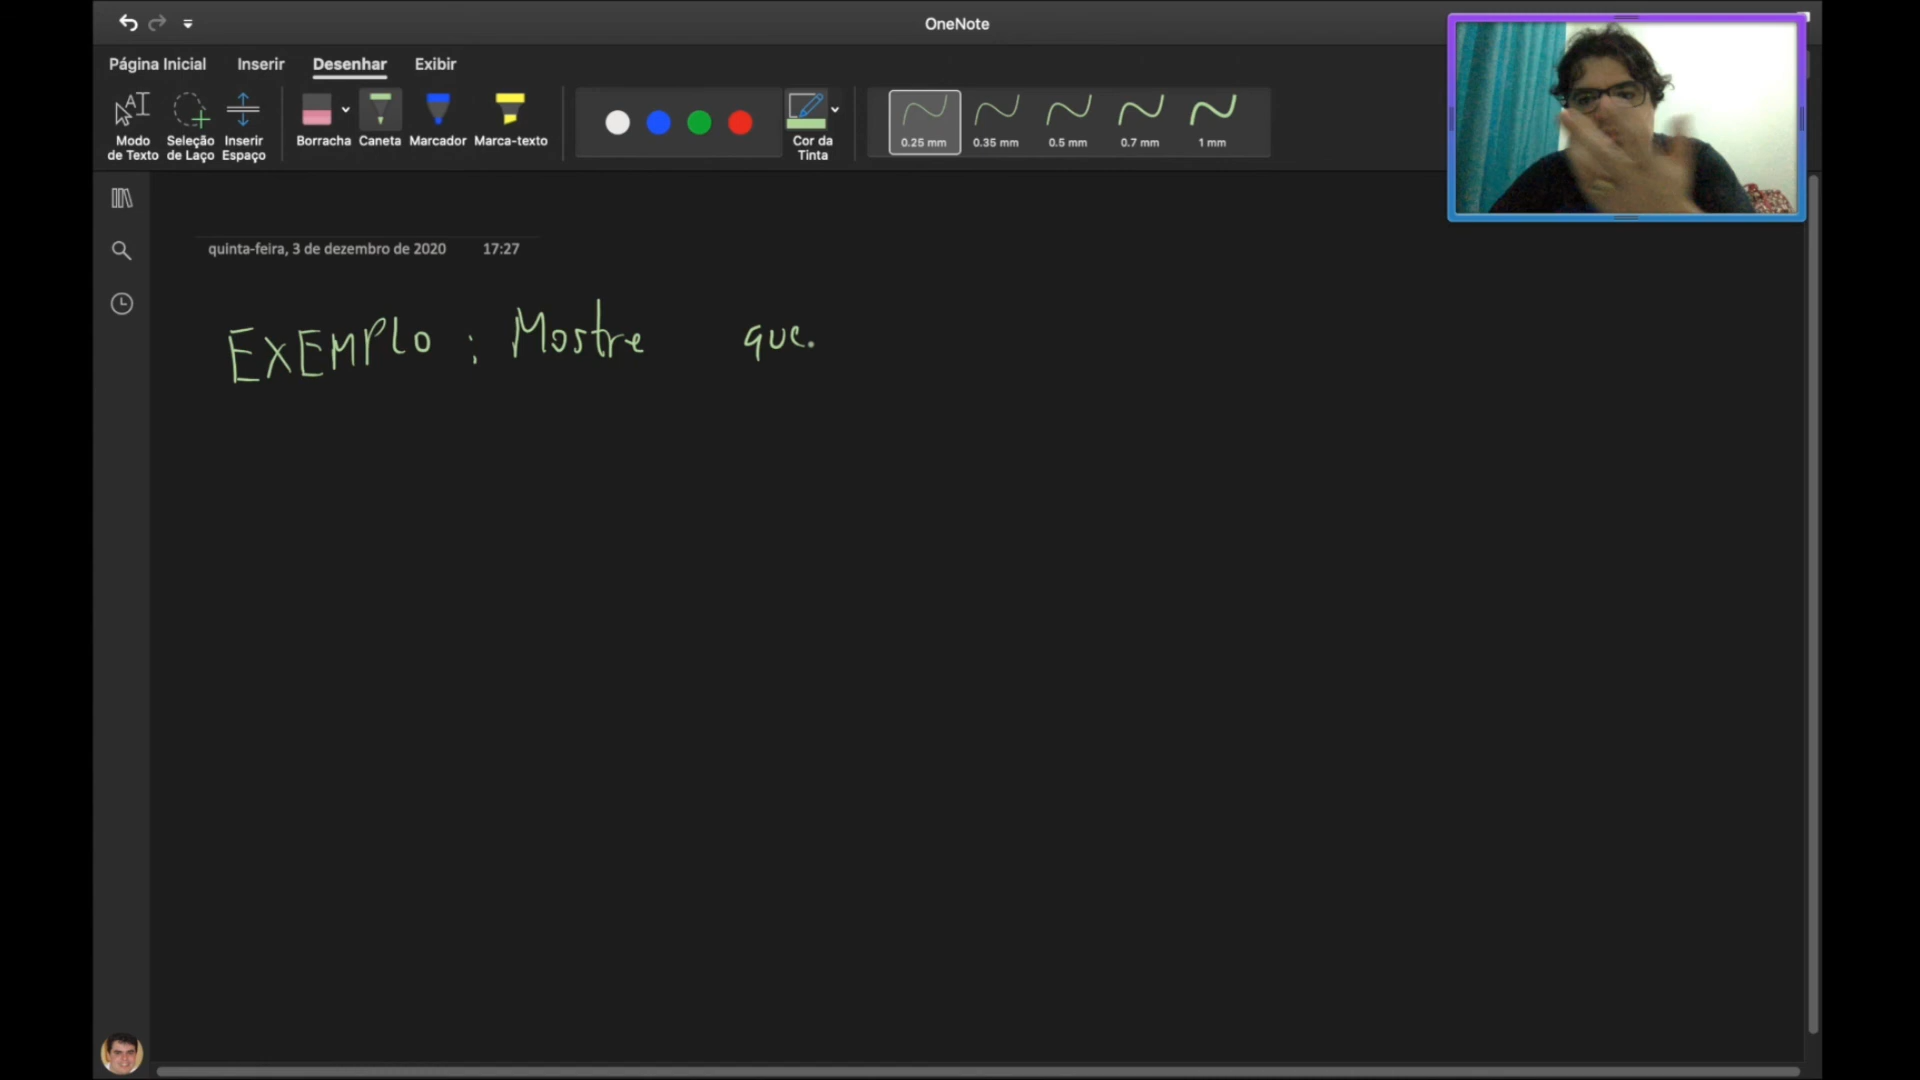 OneNote
Página Inicial Inserir Desenhar Exibir
Modo de Texto
Seleção de Laço
Inserir Espaço
Borracha
Caneta
Marcador
Marca-texto
Cor da Tinta
0.25 mm
0.35 mm
0.5 mm
0.7 mm
1 mm
quinta-feira, 3 de dezembro de 2020 17:27
EXEMPLO : Mostre que.